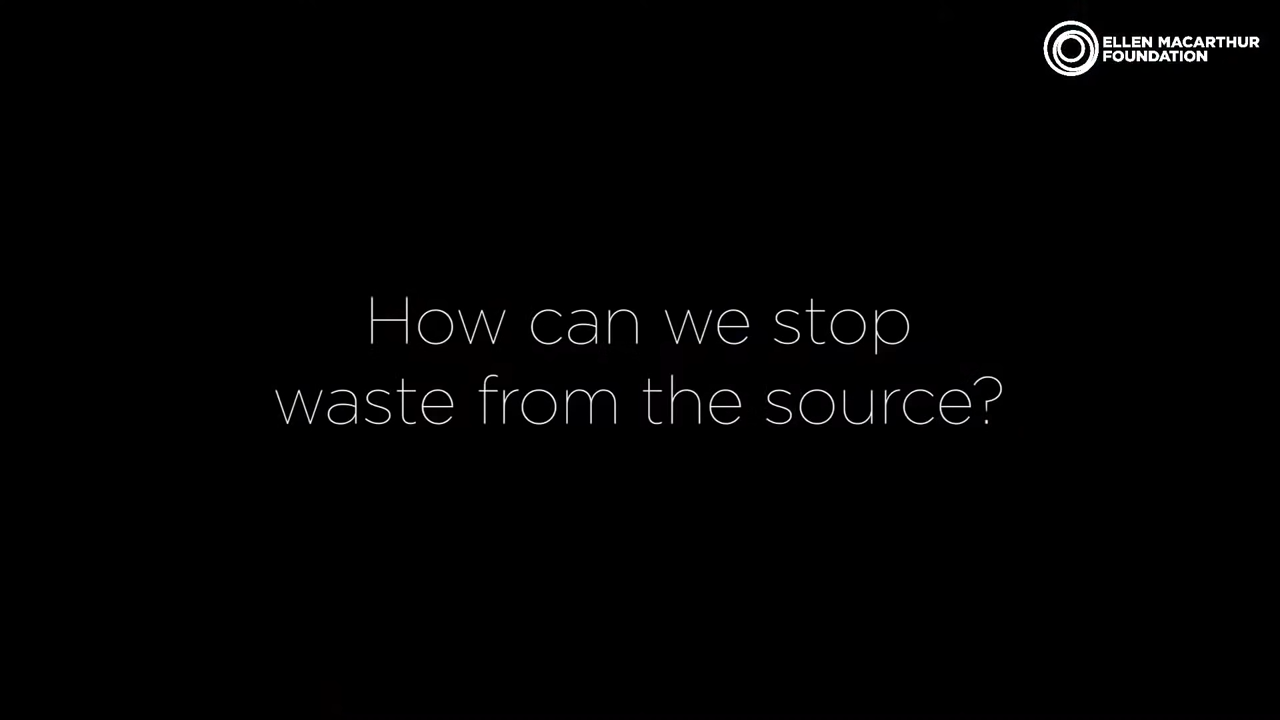 ELLEN MACARTHUR
FOUNDATION
How can we stop
waste from the source?